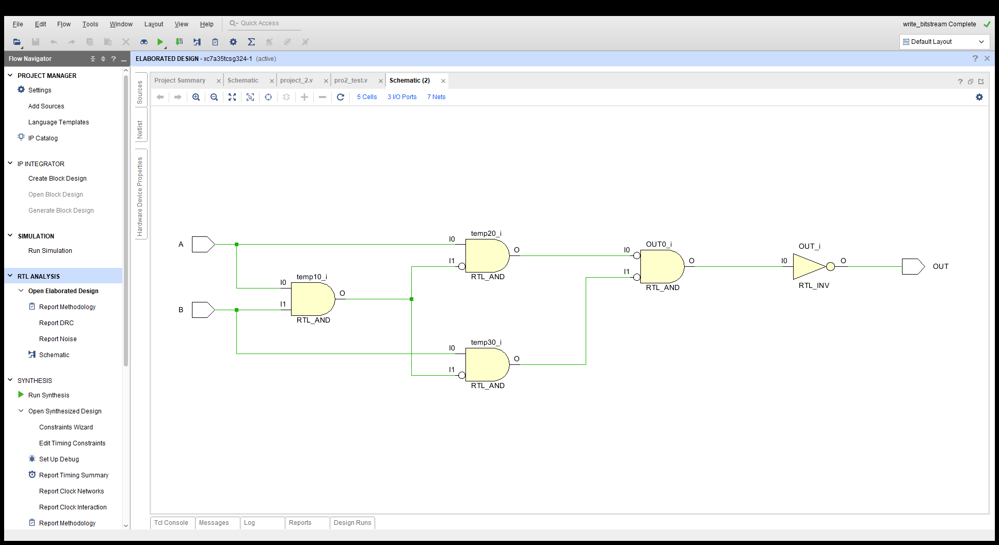 File Edit Flow Tools Window Layout View Help Quick Access write_bitstream Complete
Default Layout
Flow Navigator ?
ELABORATED DESIGN - xc7a35tcsg324-1 (active) ?
PROJECT MANAGER
Settings
Add Sources
Language Templates
IP Catalog
IP INTEGRATOR
Create Block Design
Open Block Design
Generate Block Design
SIMULATION
Run Simulation
RTL ANALYSIS
Open Elaborated Design
Report Methodology
Report DRC
Report Noise
Schematic
SYNTHESIS
Run Synthesis
Open Synthesized Design
Constraints Wizard
Edit Timing Constraints
Set Up Debug
Report Timing Summary
Report Clock Networks
Report Clock Interaction
Report Methodology
Sources
Netlist
Hardware Device Properties
Project Summary Schematic project_2.v pro2_test.v Schematic (2) ?
5 Cells 3 I/O Ports 7 Nets
A
B
temp10_i
I0
I1
O
RTL_AND
temp20_i
I0
I1
O
RTL_AND
temp30_i
I0
I1
O
RTL_AND
OUT0_i
I0
I1
O
RTL_AND
OUT_i
I0
O
RTL_INV
OUT
Tcl Console Messages Log Reports Design Runs